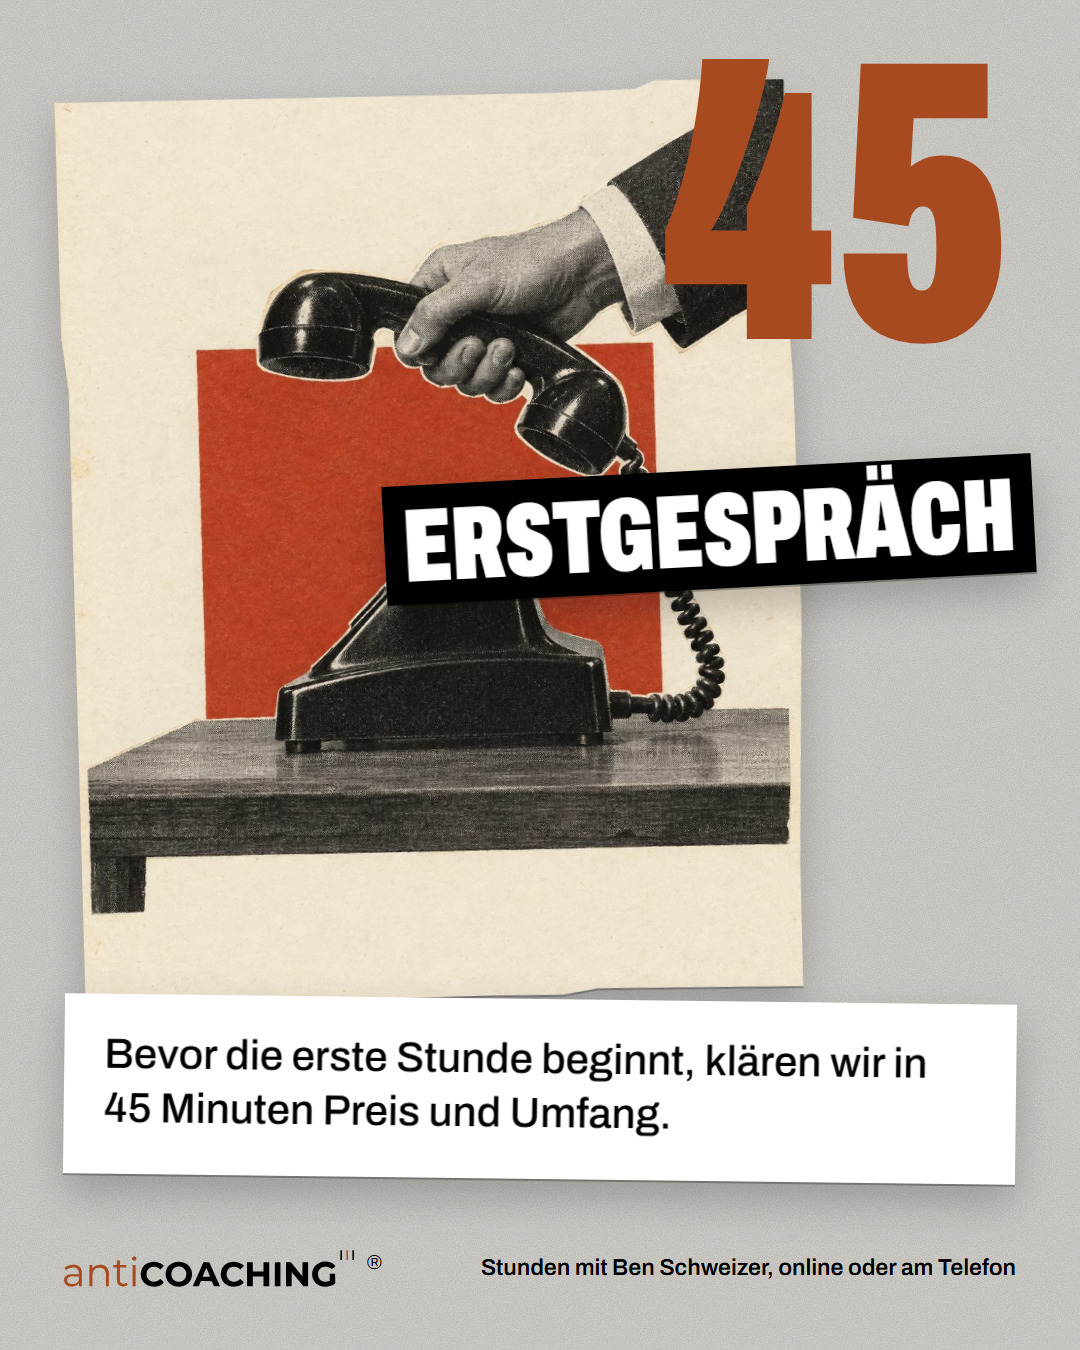 45
ERSTGESPRÄCH
Bevor die erste Stunde beginnt, klären wir in
45 Minuten Preis und Umfang.
antiCOACHING ®
Stunden mit Ben Schweizer, online oder am Telefon